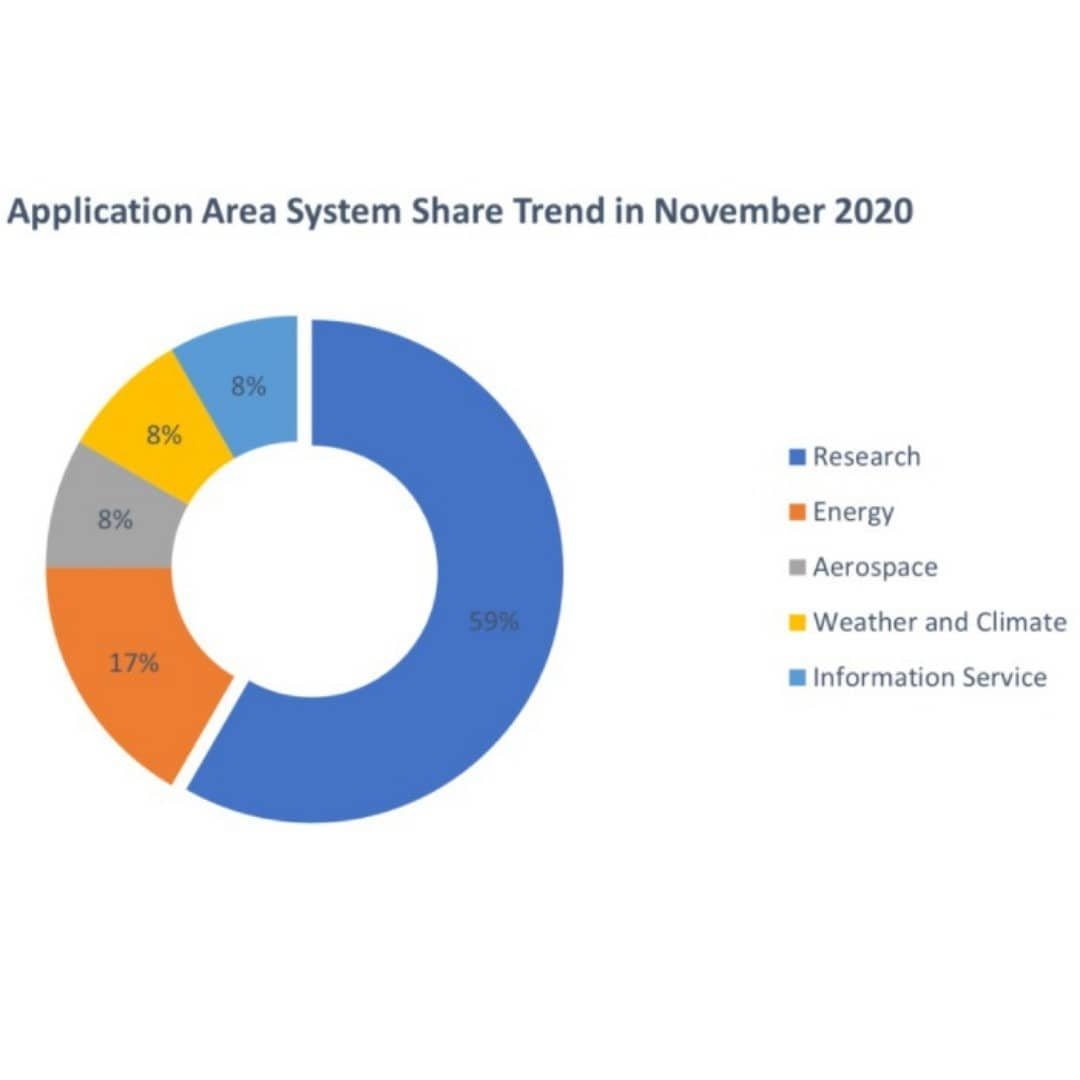 Application Area System Share Trend in November 2020
8%
8%
8%
59%
17%
Research
Energy
Aerospace
Weather and Climate
Information Service